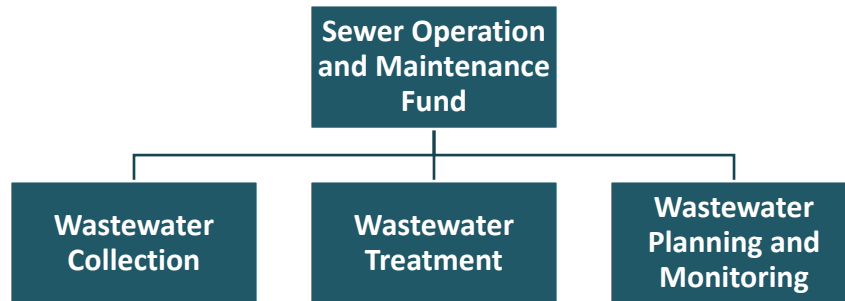 Sewer Operation
and Maintenance
Fund
Wastewater
Collection
Wastewater
Treatment
Wastewater
Planning and
Monitoring